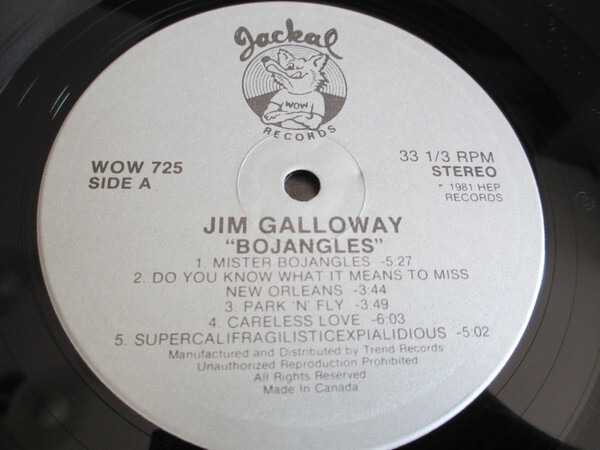 Jackal
WOW
RECORDS
WOW 725
SIDE A
33 1/3 RPM
STEREO
1981 HEP
RECORDS
JIM GALLOWAY
"BOJANGLES"
1. MISTER BOJANGLES -5:27
2. DO YOU KNOW WHAT IT MEANS TO MISS
NEW ORLEANS -3:44
3. PARK 'N' FLY -3:49
4. CARELESS LOVE -6:03
5. SUPERCALIFRAGILISTICEXPIALIDIOUS -5:02
Manufactured and Distributed by Trend Records
Unauthorized Reproduction Prohibited
All Rights Reserved
Made In Canada